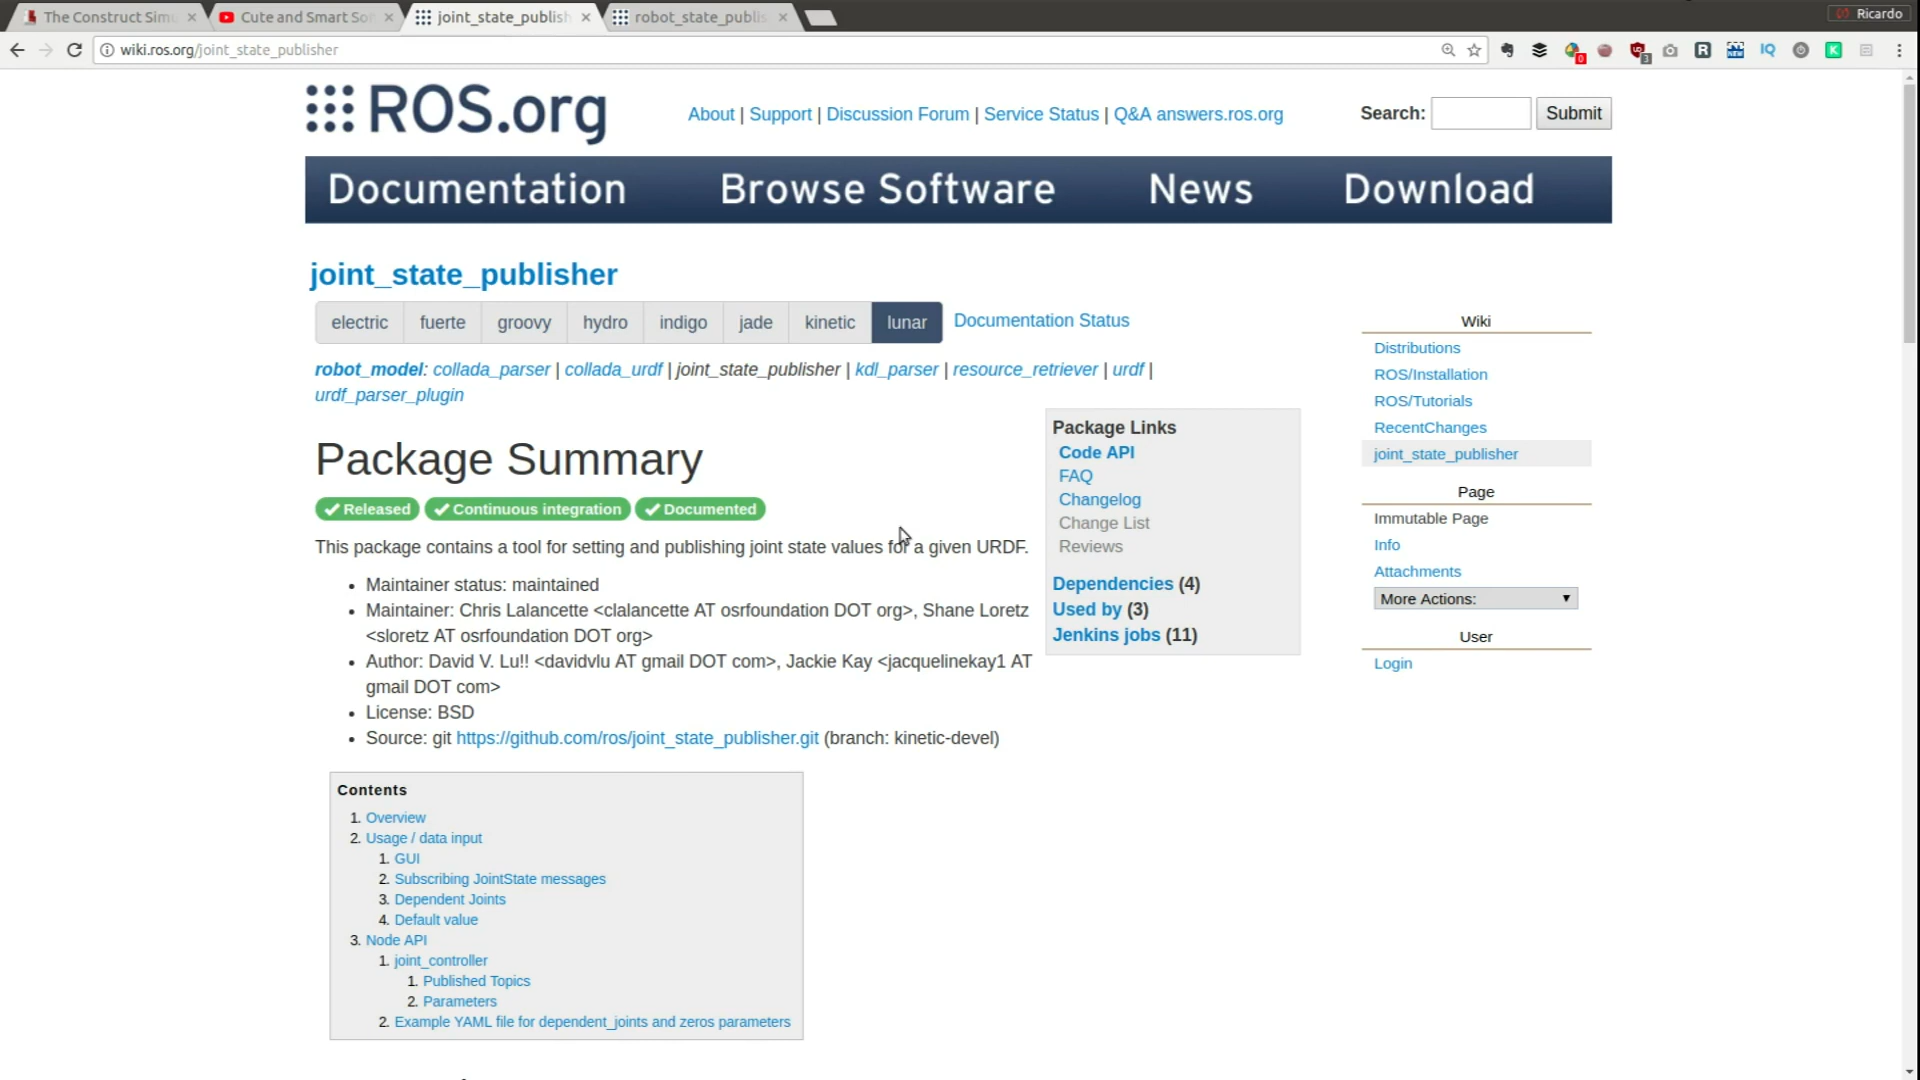 The Construct Simu
Cute and Smart So
joint_state_publish
robot_state_publis
Ricardo
wiki.ros.org/joint_state_publisher
ROS.org
About | Support | Discussion Forum | Service Status | Q&A answers.ros.org
Search:
Submit
Documentation
Browse Software
News
Download
joint_state_publisher
electric
fuerte
groovy
hydro
indigo
jade
kinetic
lunar
Documentation Status
robot_model: collada_parser | collada_urdf | joint_state_publisher | kdl_parser | resource_retriever | urdf |
urdf_parser_plugin
Package Summary
Released
Continuous integration
Documented
This package contains a tool for setting and publishing joint state values for a given URDF.
• Maintainer status: maintained
• Maintainer: Chris Lalancette <clalancette AT osrfoundation DOT org>, Shane Loretz
<sloretz AT osrfoundation DOT org>
• Author: David V. Lu!! <davidvlu AT gmail DOT com>, Jackie Kay <jacquelinekay1 AT
gmail DOT com>
• License: BSD
• Source: git https://github.com/ros/joint_state_publisher.git (branch: kinetic-devel)
Package Links
Code API
FAQ
Changelog
Change List
Reviews
Dependencies (4)
Used by (3)
Jenkins jobs (11)
Wiki
Distributions
ROS/Installation
ROS/Tutorials
RecentChanges
joint_state_publisher
Page
Immutable Page
Info
Attachments
More Actions:
User
Login
Contents
1. Overview
2. Usage / data input
1. GUI
2. Subscribing JointState messages
3. Dependent Joints
4. Default value
3. Node API
1. joint_controller
1. Published Topics
2. Parameters
2. Example YAML file for dependent_joints and zeros parameters